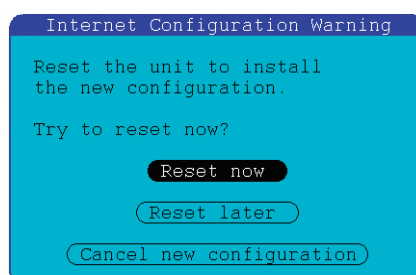 Internet Configuration Warning
Reset the unit to install
the new configuration.
Try to reset now?
Reset now
Reset later
Cancel new configuration